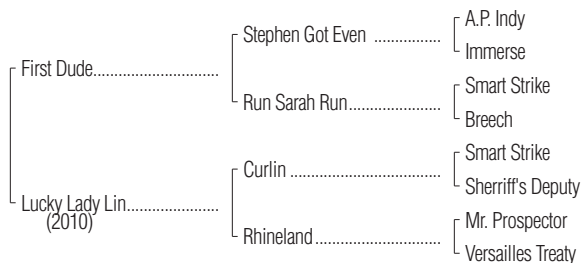 A.P. Indy
Stephen Got Even ..................
Immerse
First Dude...................................
Smart Strike
Run Sarah Run.........................
Breech
Smart Strike
Curlin .........................................
Sherriff's Deputy
Lucky Lady Lin.........................
(2010)
Mr. Prospector
Rhineland..................................
Versailles Treaty